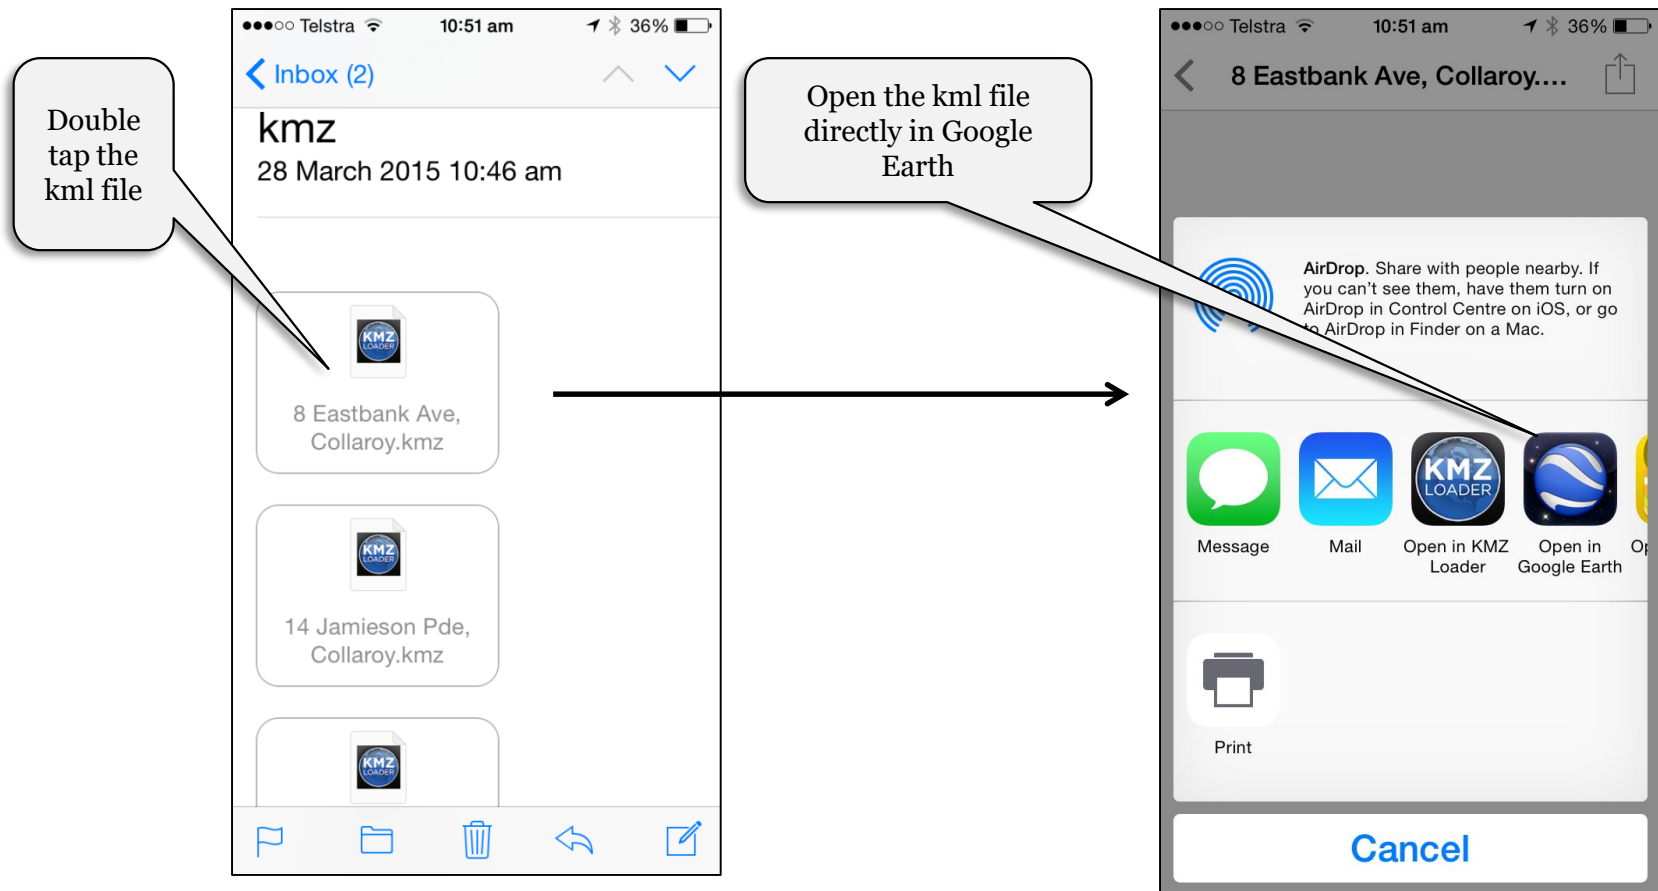 Telstra 10:51 am 36%
Inbox (2)
kmz
28 March 2015 10:46 am
Double
tap the
kml file
KMZ
LOADER
8 Eastbank Ave,
Collaroy.kmz
KMZ
LOADER
14 Jamieson Pde,
Collaroy.kmz
KMZ
LOADER
Open the kml file
directly in Google
Earth
Telstra 10:51 am 36%
8 Eastbank Ave, Collaroy....
AirDrop. Share with people nearby. If
you can't see them, have them turn on
AirDrop in Control Centre on iOS, or go
to AirDrop in Finder on a Mac.
KMZ
LOADER
Message
Mail
Open in KMZ
Loader
Open in
Google Earth
Print
Cancel